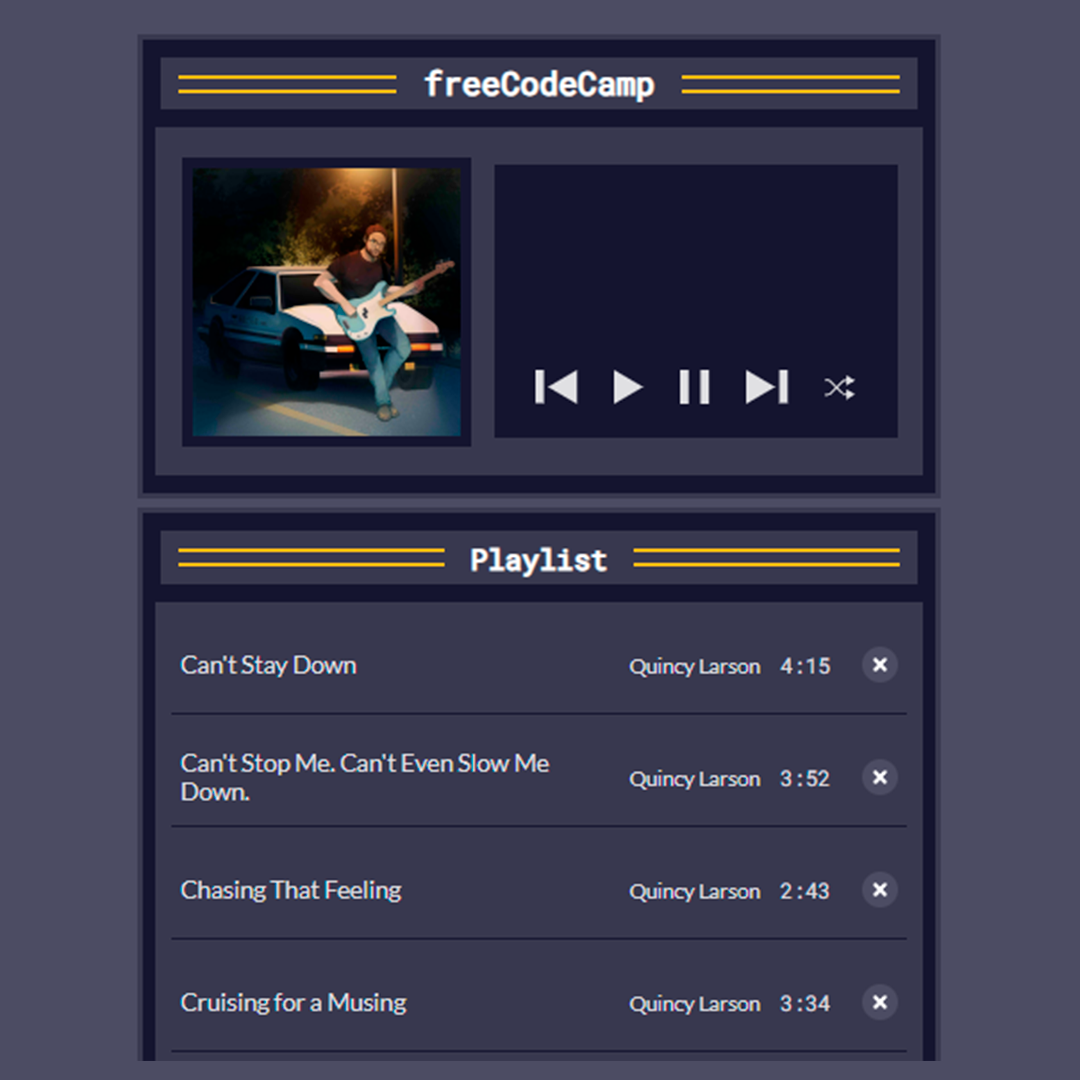 freeCodeCamp
Playlist
Can't Stay Down Quincy Larson 4:15
Can't Stop Me. Can't Even Slow Me
Down. Quincy Larson 3:52
Chasing That Feeling Quincy Larson 2:43
Cruising for a Musing Quincy Larson 3:34